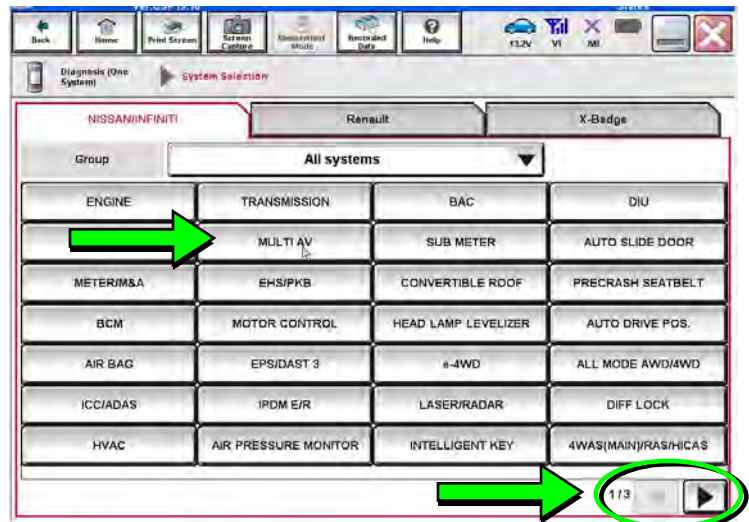 Back Home Print Screen Screen Capture Measurement Mode Recorded Data Help 13.2V VI MI
Diagnosis (One System) System Selection
NISSAN/INFINITI Renault X-Badge
Group All systems
ENGINE TRANSMISSION BAC DIU
MULTI AV SUB METER AUTO SLIDE DOOR
METER/M&A EHS/PKB CONVERTIBLE ROOF PRECRASH SEATBELT
BCM MOTOR CONTROL HEAD LAMP LEVELIZER AUTO DRIVE POS.
AIR BAG EPS/DAST 3 e-4WD ALL MODE AWD/4WD
ICC/ADAS IPDM E/R LASER/RADAR DIFF LOCK
HVAC AIR PRESSURE MONITOR INTELLIGENT KEY 4WAS(MAIN)/RAS/HICAS
1/3